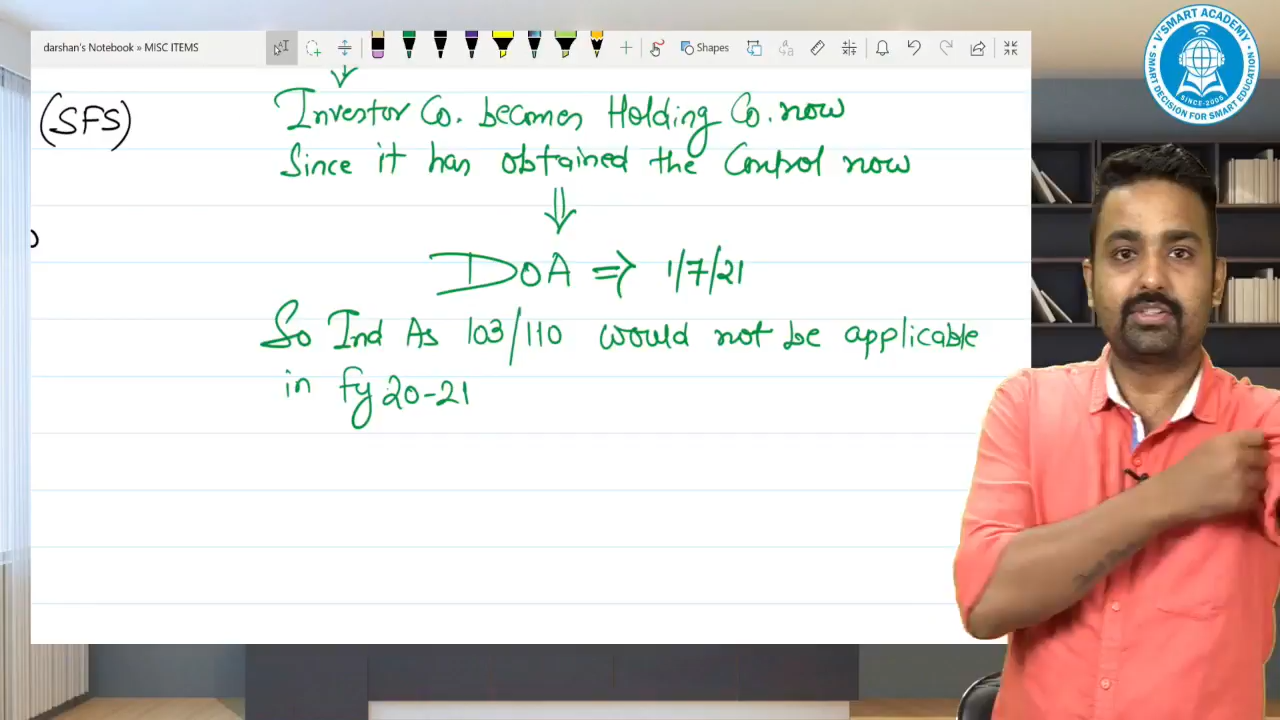 darshan's Notebook » MISC ITEMS
Shapes
V'SMART ACADEMY
SINCE-2005
SMART DECISION FOR SMART EDUCATION
(SFS)
Investor Co. becomes Holding Co. now
Since it has obtained the Control now
⇓
DOA ⇒ 1/7/21
So Ind As 103/110 would not be applicable
in fy 20-21